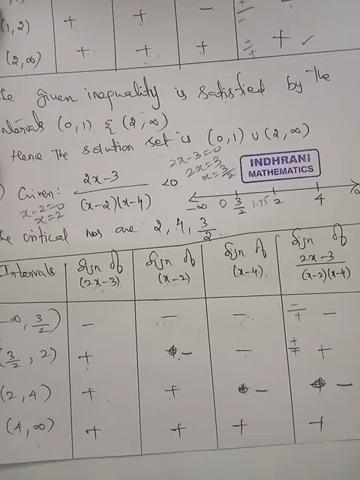 (1,2) + + - -/+
(2,∞) + + + +/+ + ✓
given inequality is satisfied by the
(0,1) & (2,∞)
Hence the solution set is (0,1) ∪ (2,∞)
2x-3=0
2x=3
x=3/2
INDHRANI
MATHEMATICS
Given: (2x-3)/((x-2)(x-4)) <0
x-2=0
x=2
-∞ 0 3/2 1.75 2 4
critical nos are 2, 4, 3/2.
Intervals | Sign of (2x-3) | Sign of (x-2) | Sign of (x-4) | Sign of (2x-3)/((x-2)(x-4))
-∞, 3/2) - - - -/+ -
(3/2, 2) + - - +/+ +
(2,4) + + - -
(4,∞) + + + +